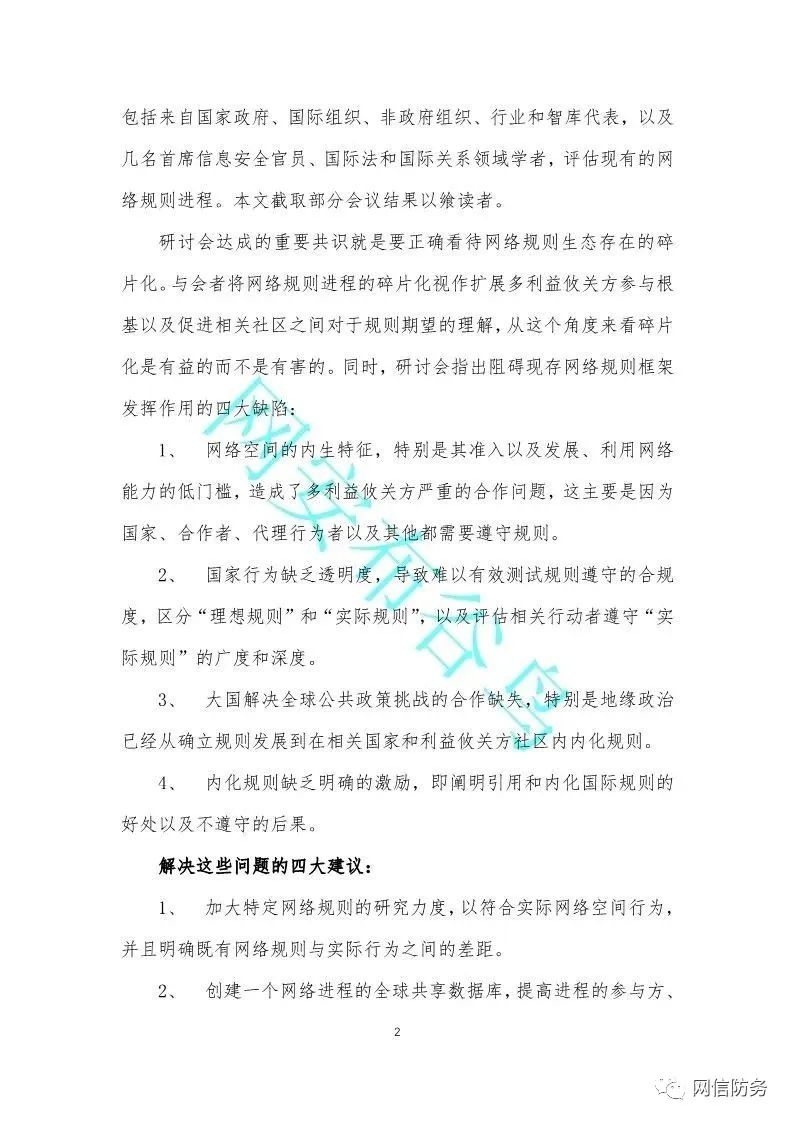 包括来自国家政府、国际组织、非政府组织、行业和智库代表，以及
几名首席信息安全官员、国际法和国际关系领域学者，评估现有的网
络规则进程。本文截取部分会议结果以飨读者。
研讨会达成的重要共识就是要正确看待网络规则生态存在的碎
片化。与会者将网络规则进程的碎片化视作扩展多利益攸关方参与根
基以及促进相关社区之间对于规则期望的理解，从这个角度来看碎片
化是有益的而不是有害的。同时，研讨会指出阻碍现存网络规则框架
发挥作用的四大缺陷：
1、 网络空间的内生特征，特别是其准入以及发展、利用网络
能力的低门槛，造成了多利益攸关方严重的合作问题，这主要是因为
国家、合作者、代理行为者以及其他都需要遵守规则。
2、 国家行为缺乏透明度，导致难以有效测试规则遵守的合规
度，区分“理想规则”和“实际规则”，以及评估相关行动者遵守“实
际规则”的广度和深度。
3、 大国解决全球公共政策挑战的合作缺失，特别是地缘政治
已经从确立规则发展到在相关国家和利益攸关方社区内内化规则。
4、 内化规则缺乏明确的激励，即阐明引用和内化国际规则的
好处以及不遵守的后果。
解决这些问题的四大建议：
1、 加大特定网络规则的研究力度，以符合实际网络空间行为，
并且明确既有网络规则与实际行为之间的差距。
2、 创建一个网络进程的全球共享数据库，提高进程的参与方、
2
网安布谷鸟
网信防务